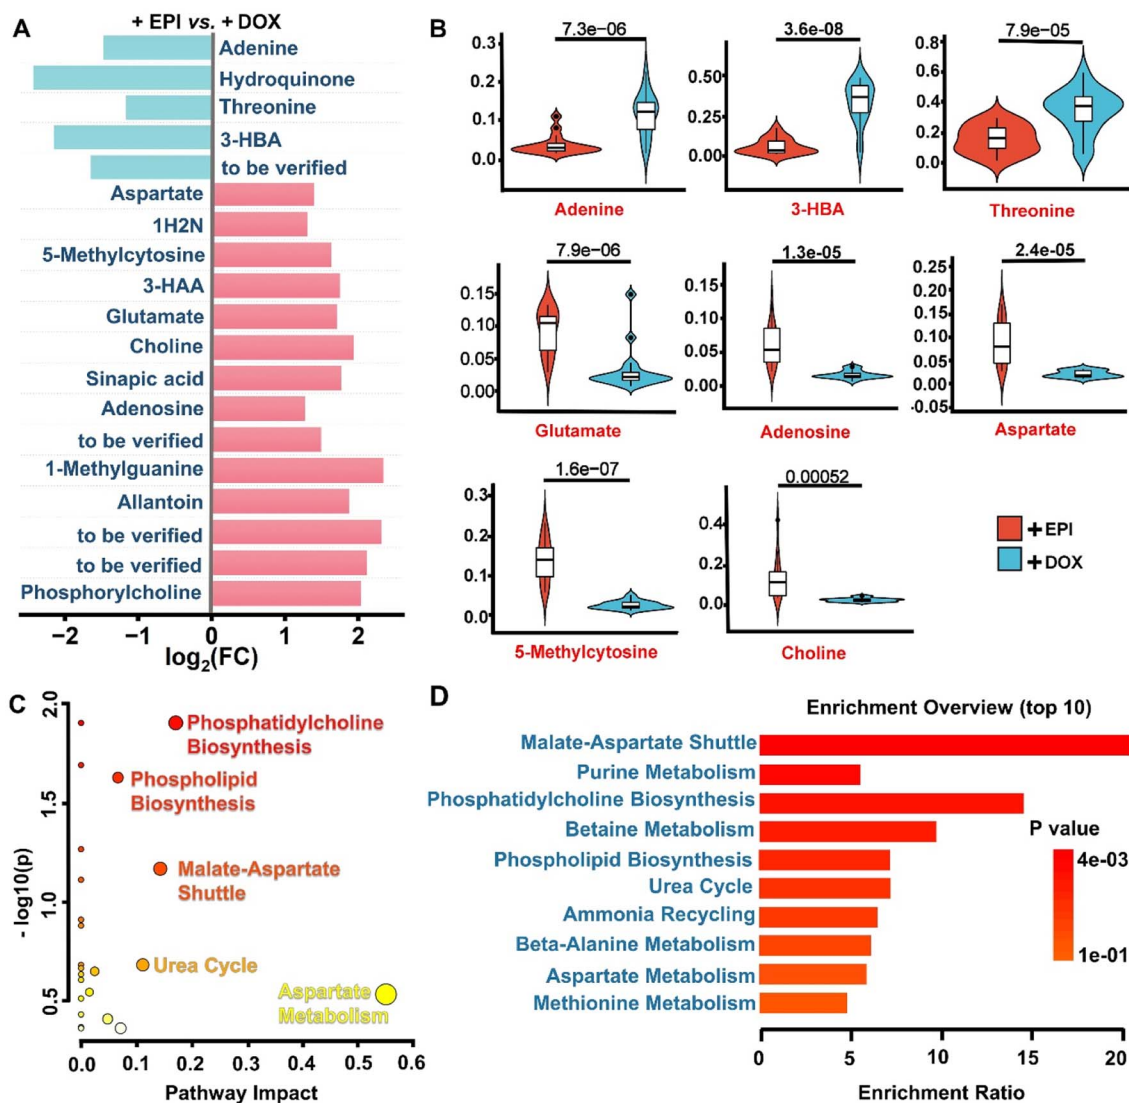 A
+ EPI vs. + DOX
Adenine
Hydroquinone
Threonine
3-HBA
to be verified
Aspartate
1H2N
5-Methylcytosine
3-HAA
Glutamate
Choline
Sinapic acid
Adenosine
to be verified
1-Methylguanine
Allantoin
to be verified
to be verified
Phosphorylcholine
−2 −1 0 1 2
log2(FC)
B
7.3e−06
0.3
0.2
0.1
0.0
Adenine
3.6e−08
0.50
0.25
0.00
3-HBA
7.9e−05
0.8
0.6
0.4
0.2
0.0
Threonine
7.9e−06
0.15
0.10
0.05
0.00
Glutamate
1.3e−05
0.15
0.10
0.05
0.00
Adenosine
2.4e−05
0.25
0.20
0.15
0.10
0.05
0.00
-0.05
Aspartate
1.6e−07
0.3
0.2
0.1
0.0
5-Methylcytosine
0.00052
0.4
0.2
0.0
Choline
+EPI
+DOX
C
2.0
1.5
1.0
0.5
- log10(p)
Phosphatidylcholine
Biosynthesis
Phospholipid
Biosynthesis
Malate-Aspartate
Shuttle
Urea Cycle
Aspartate
Metabolism
0.0 0.1 0.2 0.3 0.4 0.5 0.6
Pathway Impact
D
Enrichment Overview (top 10)
Malate-Aspartate Shuttle
Purine Metabolism
Phosphatidylcholine Biosynthesis
Betaine Metabolism
Phospholipid Biosynthesis
Urea Cycle
Ammonia Recycling
Beta-Alanine Metabolism
Aspartate Metabolism
Methionine Metabolism
P value
4e-03
1e-01
0 5 10 15 20
Enrichment Ratio